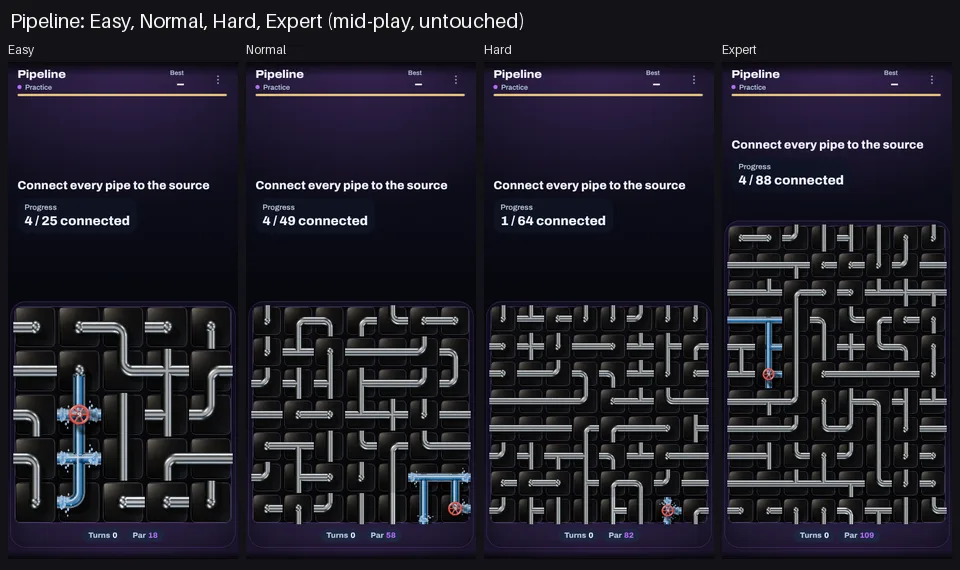 Pipeline: Easy, Normal, Hard, Expert (mid-play, untouched)
Easy
Pipeline
Best
Practice
–
Connect every pipe to the source
Progress
4 / 25 connected
Turns 0 Par 18
Normal
Pipeline
Best
Practice
–
Connect every pipe to the source
Progress
4 / 49 connected
Turns 0 Par 58
Hard
Pipeline
Best
Practice
–
Connect every pipe to the source
Progress
1 / 64 connected
Turns 0 Par 82
Expert
Pipeline
Best
Practice
–
Connect every pipe to the source
Progress
4 / 88 connected
Turns 0 Par 109